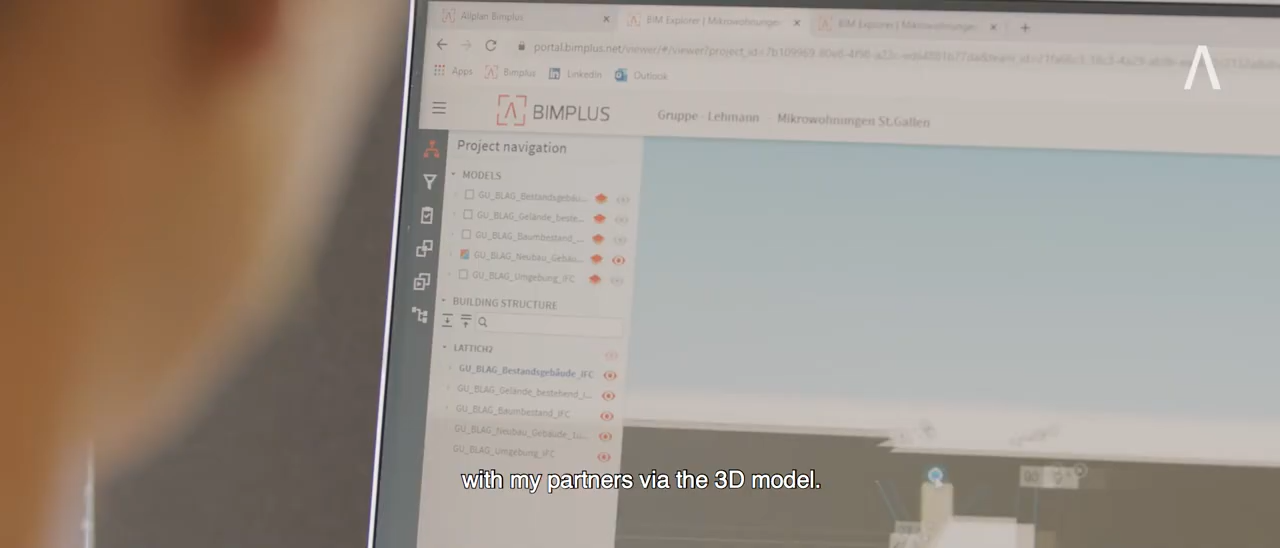 Allplan Bimplus
BIM Explorer | Mikrowohnungen
BIM Explorer | Mikrowohnungen
portal.bimplus.net/viewer/#/viewer/project_id=
Apps Bimplus LinkedIn Outlook
BIMPLUS Gruppe Lehmann Mikrowohnungen St.Gallen
Project navigation
MODELS
GU_BLAG_Bestandsgebäu...
GU_BLAG_Gelände_beste...
GU_BLAG_Baumbestand_...
GU_BLAG_Neubau_Gebäu...
GU_BLAG_Umgebung_IFC
BUILDING STRUCTURE
LATTICH2
GU_BLAG_Bestandsgebäude_IFC
GU_BLAG_Gelände_bestehend_I...
GU_BLAG_Baumbestand_IFC
GU_BLAG_Neubau_Gebäude_Lu...
GU_BLAG_Umgebung_IFC
with my partners via the 3D model.